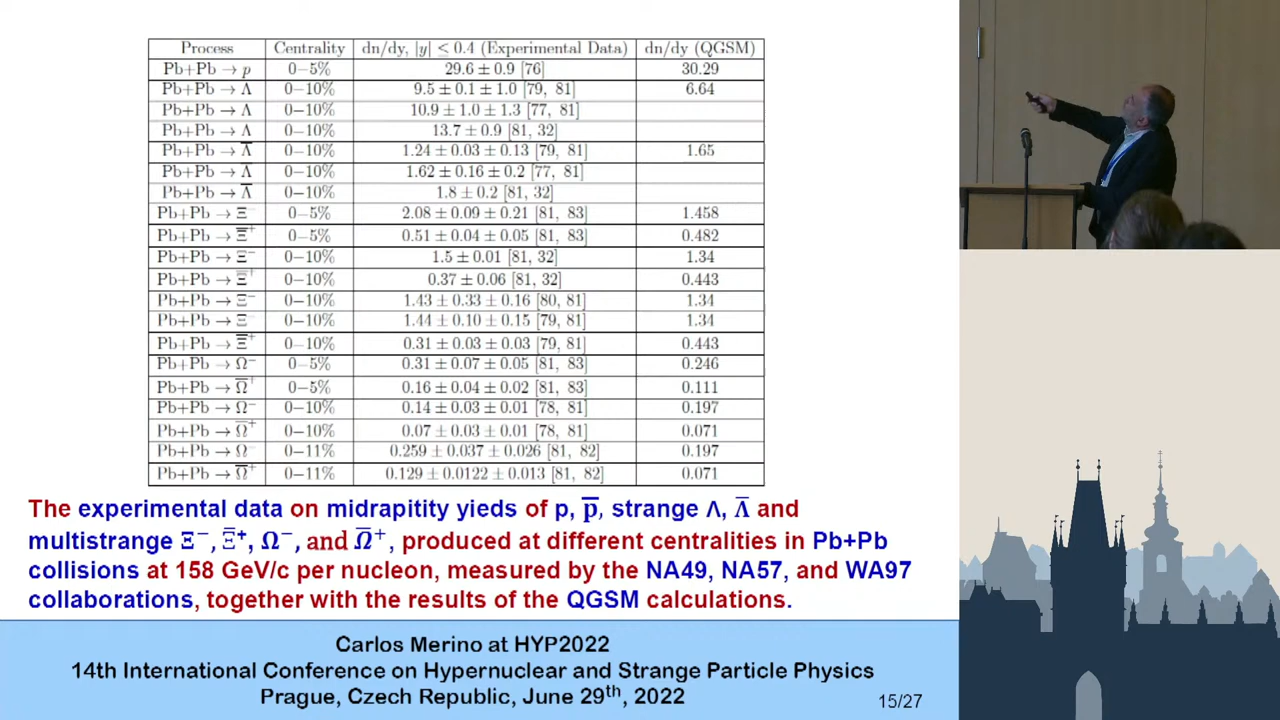 Process Centrality dn/dy, |y| ≤ 0.4 (Experimental Data) dn/dy (QGSM)
Pb+Pb → p 0−5% 29.6 ± 0.9 [76] 30.29
Pb+Pb → Λ 0−10% 9.5 ± 0.1 ± 1.0 [79, 81] 6.64
Pb+Pb → Λ 0−10% 10.9 ± 1.0 ± 1.3 [77, 81]
Pb+Pb → Λ 0−10% 13.7 ± 0.9 [81, 32]
Pb+Pb → Λ̅ 0−10% 1.24 ± 0.03 ± 0.13 [79, 81] 1.65
Pb+Pb → Λ̅ 0−10% 1.62 ± 0.16 ± 0.2 [77, 81]
Pb+Pb → Λ̅ 0−10% 1.8 ± 0.2 [81, 32]
Pb+Pb → Ξ⁻ 0−5% 2.08 ± 0.09 ± 0.21 [81, 83] 1.458
Pb+Pb → Ξ̅⁺ 0−5% 0.51 ± 0.04 ± 0.05 [81, 83] 0.482
Pb+Pb → Ξ⁻ 0−10% 1.5 ± 0.01 [81, 32] 1.34
Pb+Pb → Ξ̅⁺ 0−10% 0.37 ± 0.06 [81, 32] 0.443
Pb+Pb → Ξ⁻ 0−10% 1.43 ± 0.33 ± 0.16 [80, 81] 1.34
Pb+Pb → Ξ⁻ 0−10% 1.44 ± 0.10 ± 0.15 [79, 81] 1.34
Pb+Pb → Ξ̅⁺ 0−10% 0.31 ± 0.03 ± 0.03 [79, 81] 0.443
Pb+Pb → Ω⁻ 0−5% 0.31 ± 0.07 ± 0.05 [81, 83] 0.246
Pb+Pb → Ω̅⁺ 0−5% 0.16 ± 0.04 ± 0.02 [81, 83] 0.111
Pb+Pb → Ω⁻ 0−10% 0.14 ± 0.03 ± 0.01 [78, 81] 0.197
Pb+Pb → Ω̅⁺ 0−10% 0.07 ± 0.03 ± 0.01 [78, 81] 0.071
Pb+Pb → Ω⁻ 0−11% 0.259 ± 0.037 ± 0.026 [81, 82] 0.197
Pb+Pb → Ω̅⁺ 0−11% 0.129 ± 0.0122 ± 0.013 [81, 82] 0.071
The experimental data on midrapitity yieds of p, p̅, strange Λ, Λ̅ and
multistrange Ξ⁻, Ξ̅⁺, Ω⁻, and Ω̅⁺, produced at different centralities in Pb+Pb
collisions at 158 GeV/c per nucleon, measured by the NA49, NA57, and WA97
collaborations, together with the results of the QGSM calculations.
Carlos Merino at HYP2022
14th International Conference on Hypernuclear and Strange Particle Physics
Prague, Czech Republic, June 29th, 2022
15/27